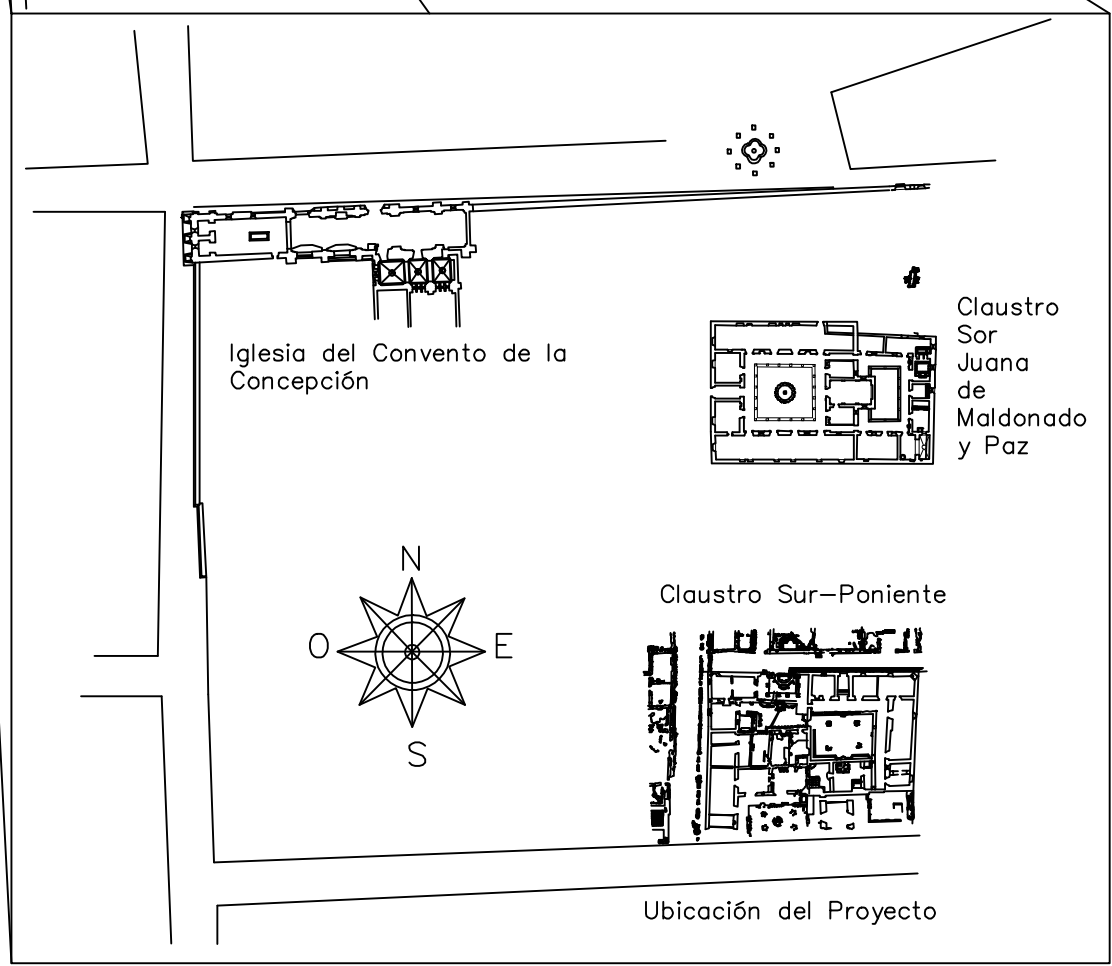 Iglesia del Convento de la
Concepción
Claustro
Sor
Juana
de
Maldonado
y Paz
N
O
E
S
Claustro Sur-Poniente
Ubicación del Proyecto